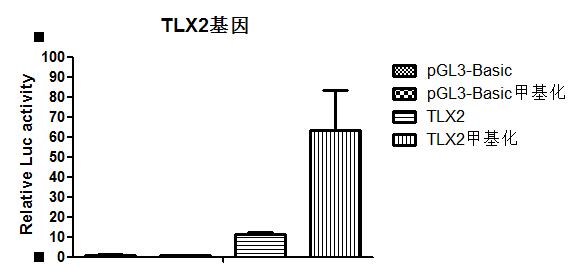 TLX2基因
Relative Luc activity
100
90
80
70
60
50
40
30
20
10
0
pGL3-Basic
pGL3-Basic甲基化
TLX2
TLX2甲基化